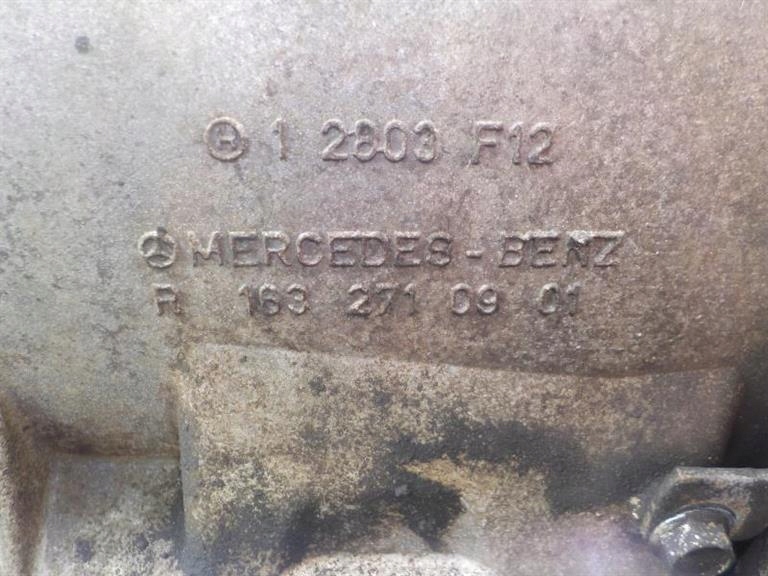 H 1 2803 F12
MERCEDES-BENZ
R 163 271 09 01